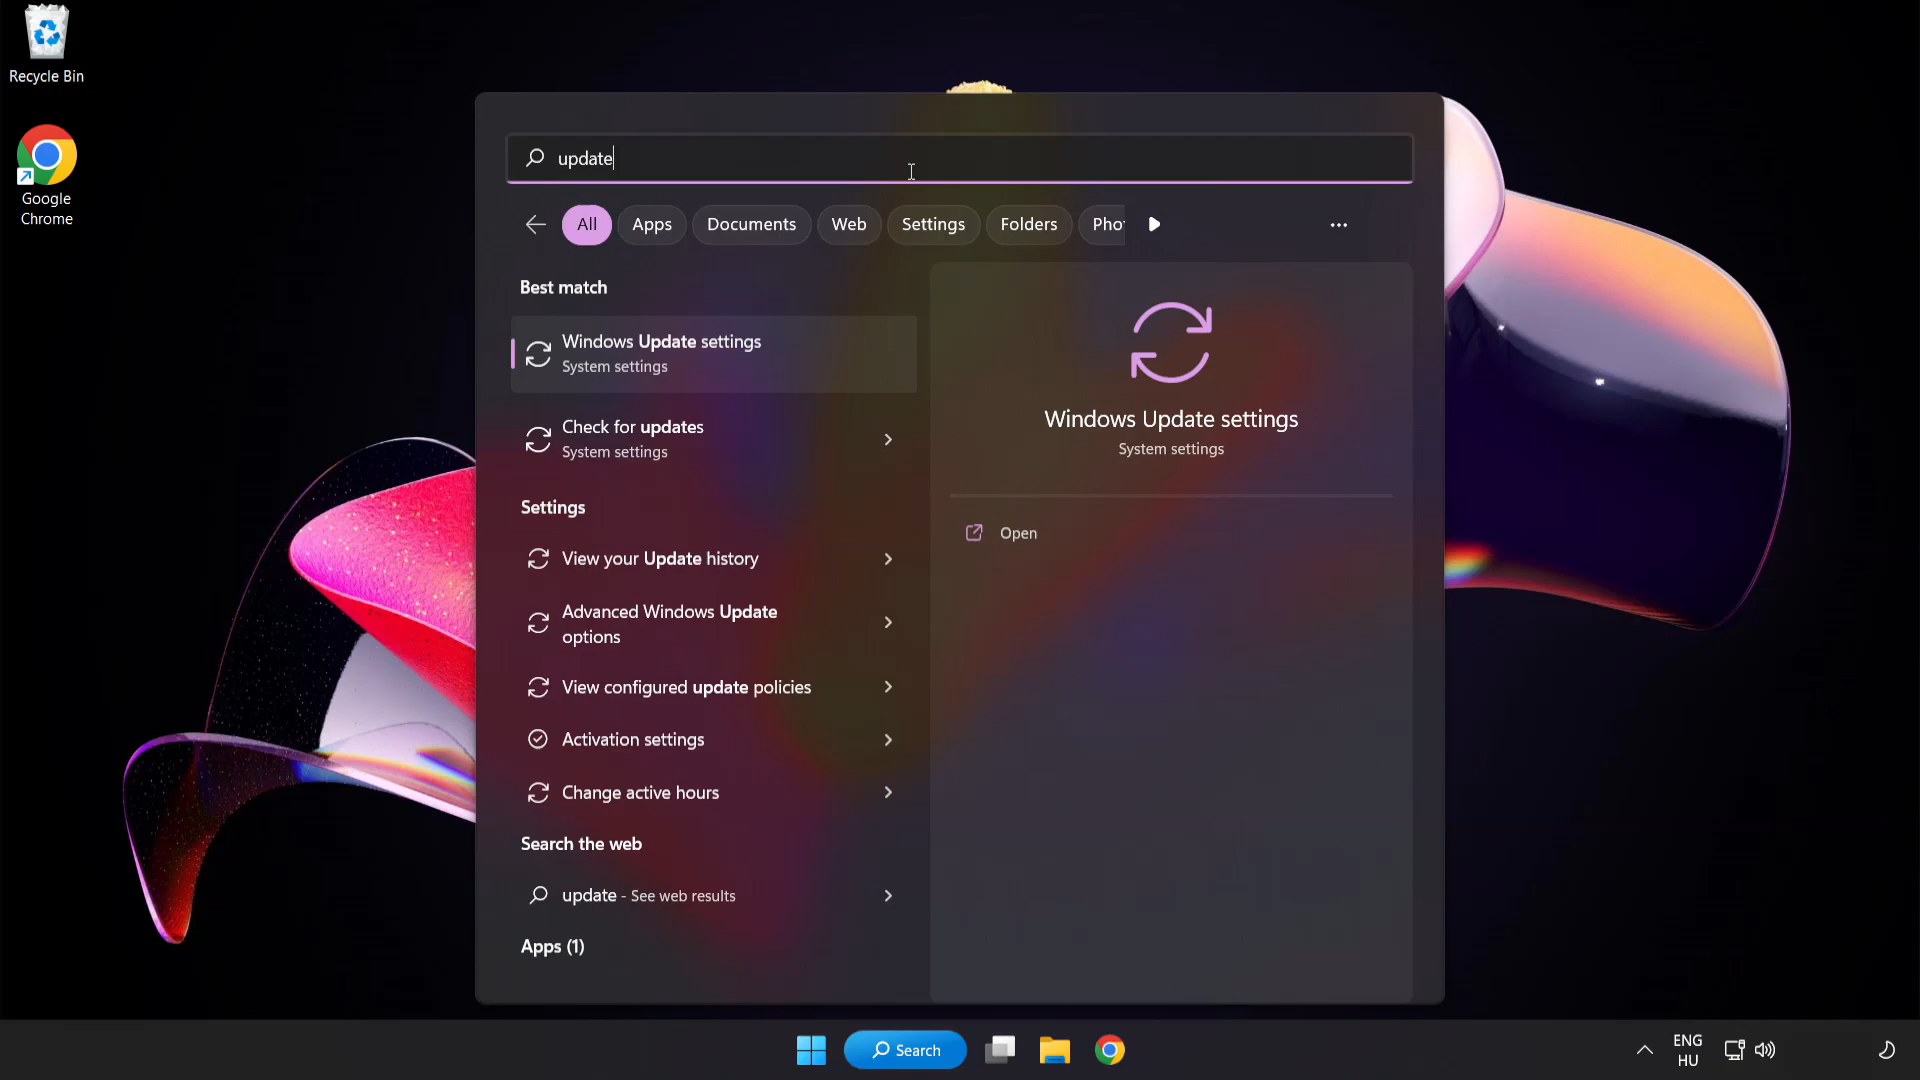 Recycle Bin
Google
Chrome
update
All
Apps
Documents
Web
Settings
Folders
Pho
Best match
Windows Update settings
System settings
Check for updates
System settings
Settings
View your Update history
Advanced Windows Update
options
View configured update policies
Activation settings
Change active hours
Search the web
update - See web results
Apps (1)
Windows Update settings
System settings
Open
Search
ENG
HU